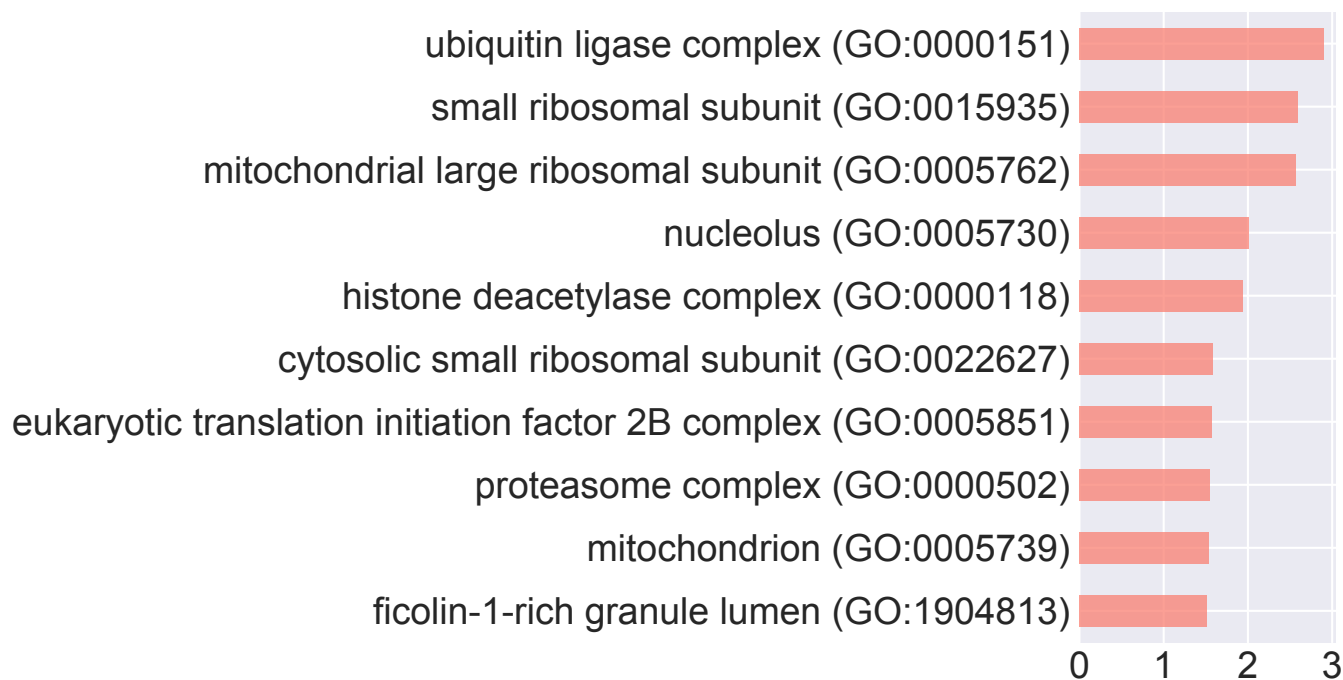 ubiquitin ligase complex (GO:0000151)
small ribosomal subunit (GO:0015935)
mitochondrial large ribosomal subunit (GO:0005762)
nucleolus (GO:0005730)
histone deacetylase complex (GO:0000118)
cytosolic small ribosomal subunit (GO:0022627)
eukaryotic translation initiation factor 2B complex (GO:0005851)
proteasome complex (GO:0000502)
mitochondrion (GO:0005739)
ficolin-1-rich granule lumen (GO:1904813)
0 1 2 3